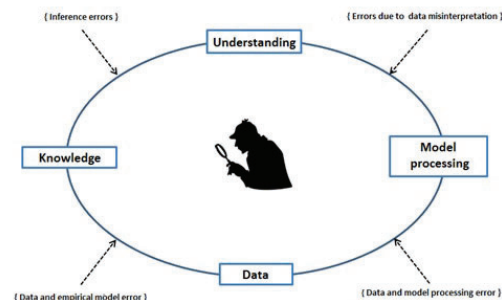 { Inference errors}
{ Errors due to data misinterpretation}
Understanding
Knowledge
Model
processing
Data
{ Data and empirical model error}
{ Data and model processing error}